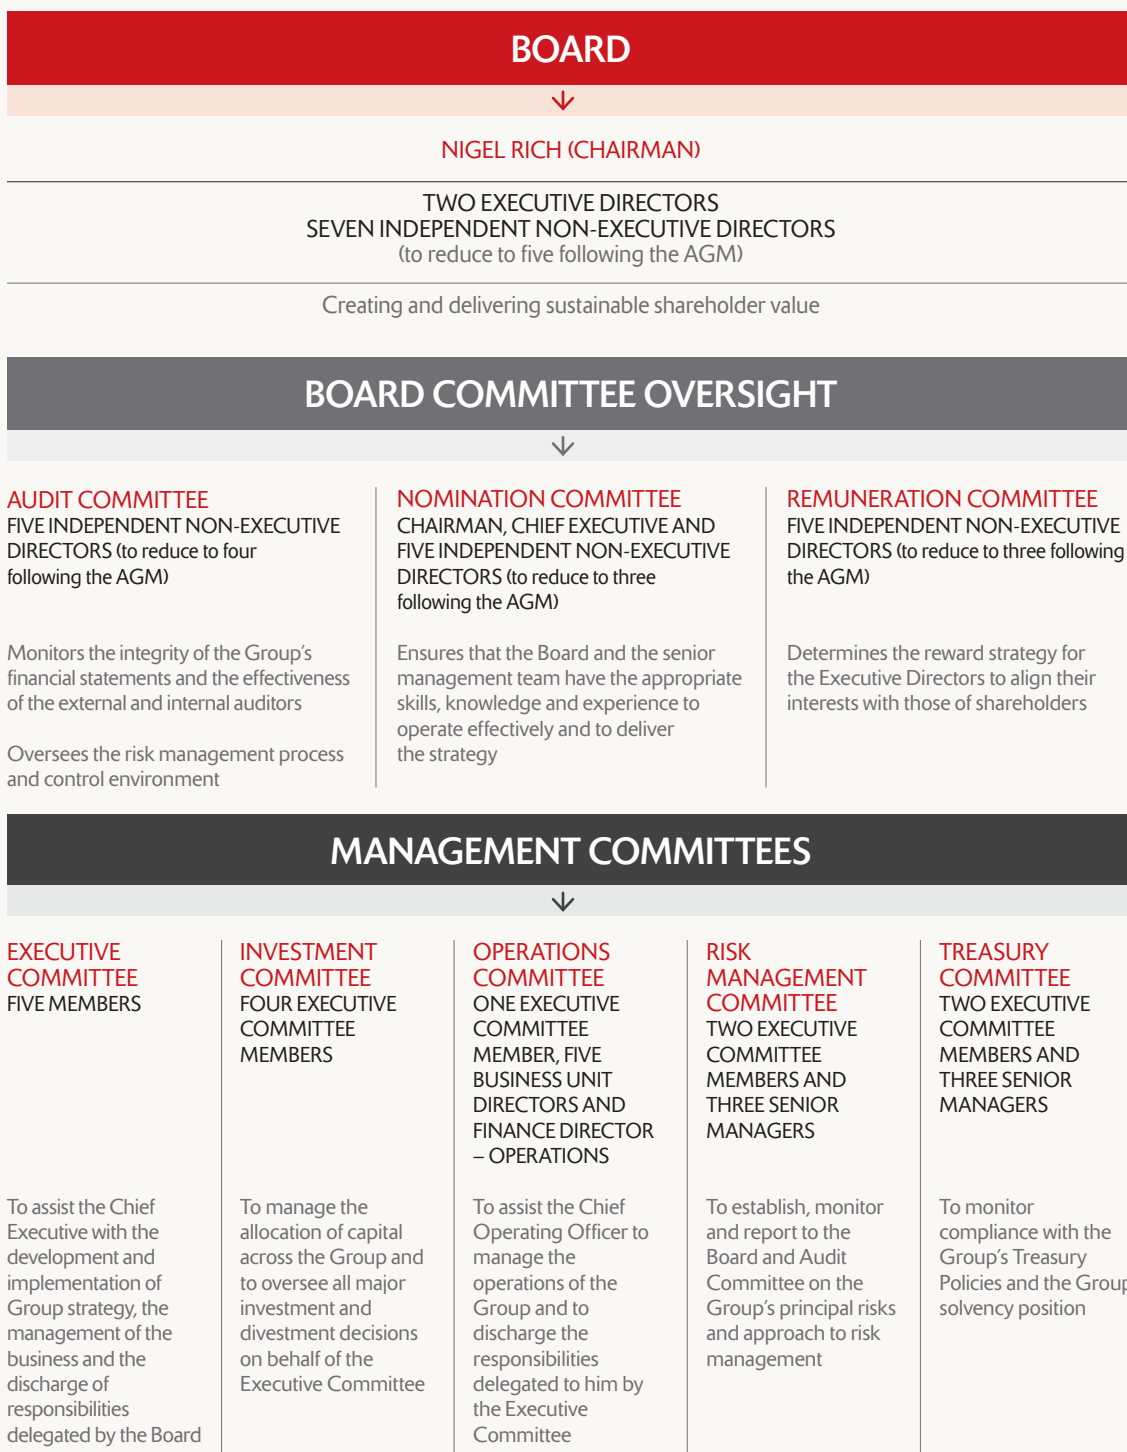 BOARD
NIGEL RICH (CHAIRMAN)
TWO EXECUTIVE DIRECTORS
SEVEN INDEPENDENT NON-EXECUTIVE DIRECTORS
(to reduce to five following the AGM)
Creating and delivering sustainable shareholder value
BOARD COMMITTEE OVERSIGHT
AUDIT COMMITTEE
FIVE INDEPENDENT NON-EXECUTIVE
DIRECTORS (to reduce to four
following the AGM)
Monitors the integrity of the Group's
financial statements and the effectiveness
of the external and internal auditors
Oversees the risk management process
and control environment
NOMINATION COMMITTEE
CHAIRMAN, CHIEF EXECUTIVE AND
FIVE INDEPENDENT NON-EXECUTIVE
DIRECTORS (to reduce to three
following the AGM)
Ensures that the Board and the senior
management team have the appropriate
skills, knowledge and experience to
operate effectively and to deliver
the strategy
REMUNERATION COMMITTEE
FIVE INDEPENDENT NON-EXECUTIVE
DIRECTORS (to reduce to three following
the AGM)
Determines the reward strategy for
the Executive Directors to align their
interests with those of shareholders
MANAGEMENT COMMITTEES
EXECUTIVE
COMMITTEE
FIVE MEMBERS
To assist the Chief
Executive with the
development and
implementation of
Group strategy, the
management of the
business and the
discharge of
responsibilities
delegated by the Board
INVESTMENT
COMMITTEE
FOUR EXECUTIVE
COMMITTEE
MEMBERS
To manage the
allocation of capital
across the Group and
to oversee all major
investment and
divestment decisions
on behalf of the
Executive Committee
OPERATIONS
COMMITTEE
ONE EXECUTIVE
COMMITTEE
MEMBER, FIVE
BUSINESS UNIT
DIRECTORS AND
FINANCE DIRECTOR
– OPERATIONS
To assist the Chief
Operating Officer to
manage the
operations of the
Group and to
discharge the
responsibilities
delegated to him by
the Executive
Committee
RISK
MANAGEMENT
COMMITTEE
TWO EXECUTIVE
COMMITTEE
MEMBERS AND
THREE SENIOR
MANAGERS
To establish, monitor
and report to the
Board and Audit
Committee on the
Group's principal risks
and approach to risk
management
TREASURY
COMMITTEE
TWO EXECUTIVE
COMMITTEE
MEMBERS AND
THREE SENIOR
MANAGERS
To monitor
compliance with the
Group's Treasury
Policies and the Group
solvency position